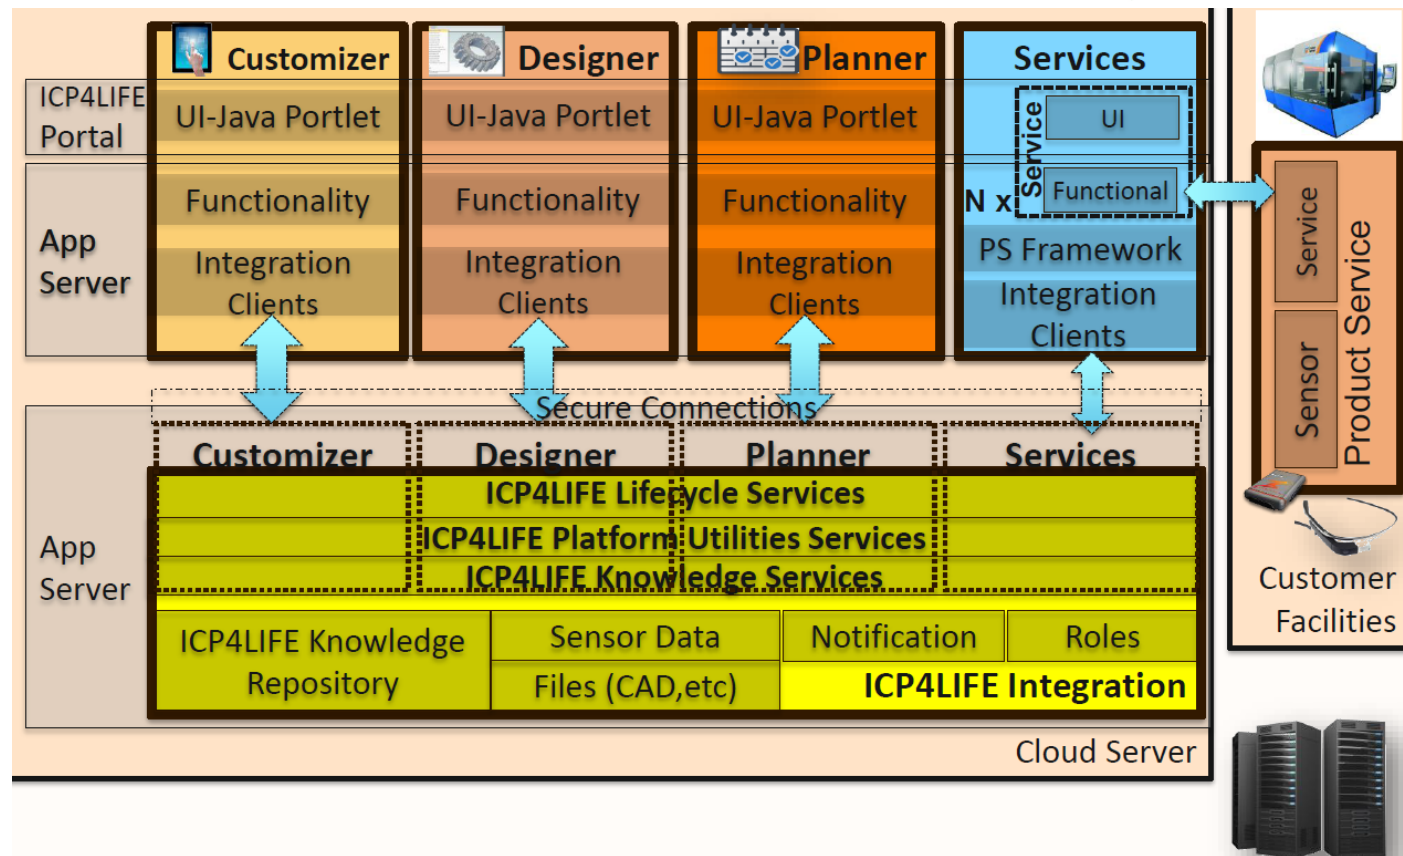 Customizer
Designer
Planner
Services
ICP4LIFE
Portal
UI-Java Portlet
UI-Java Portlet
UI-Java Portlet
Service
UI
Functional
N x
App
Server
Functionality
Functionality
Functionality
PS Framework
Integration
Clients
Integration
Clients
Integration
Clients
Integration
Clients
Service
Sensor
Product Service
Customer
Facilities
Secure Connections
App
Server
Customizer
Designer
Planner
Services
ICP4LIFE Lifecycle Services
ICP4LIFE Platform Utilities Services
ICP4LIFE Knowledge Services
ICP4LIFE Knowledge
Repository
Sensor Data
Files (CAD,etc)
Notification
Roles
ICP4LIFE Integration
Cloud Server